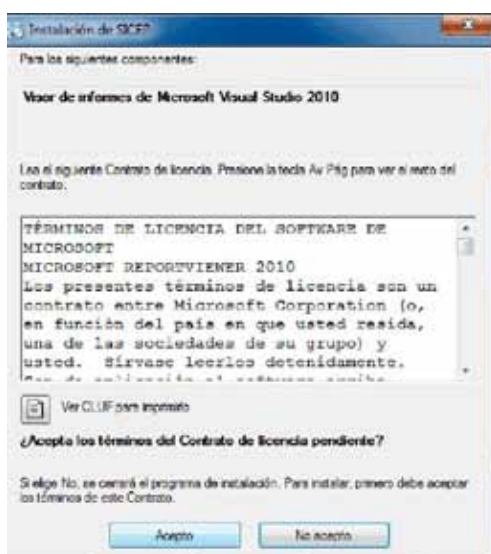 Instalación de SICEP
Para los siguientes componentes:
Visor de informes de Microsoft Visual Studio 2010
Lea el siguiente Contrato de licencia. Presione la tecla Av Pág para ver el resto del
contrato.
TÉRMINOS DE LICENCIA DEL SOFTWARE DE
MICROSOFT
MICROSOFT REPORTVIEWER 2010
Los presentes términos de licencia son un
contrato entre Microsoft Corporation (o,
en función del país en que usted resida,
una de las sociedades de su grupo) y
usted. Sírvase leerlos detenidamente.
Ver CLUF para imprimirlo
¿Acepta los términos del Contrato de licencia pendiente?
Si elige No, se cerrará el programa de instalación. Para instalar, primero debe aceptar
los términos de este Contrato.
Acepto
No acepto